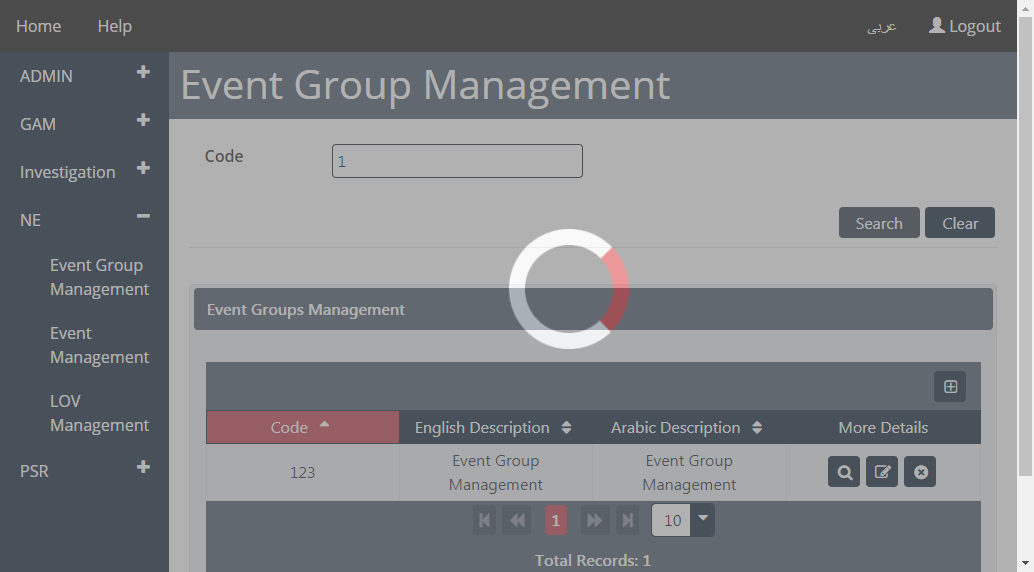 Home Help عربى Logout
ADMIN
GAM
Investigation
NE
Event Group
Management
Event
Management
LOV
Management
PSR
Event Group Management
Code 1
Search Clear
Event Groups Management
Code English Description Arabic Description More Details
123 Event Group Management Event Group Management
1 10
Total Records: 1